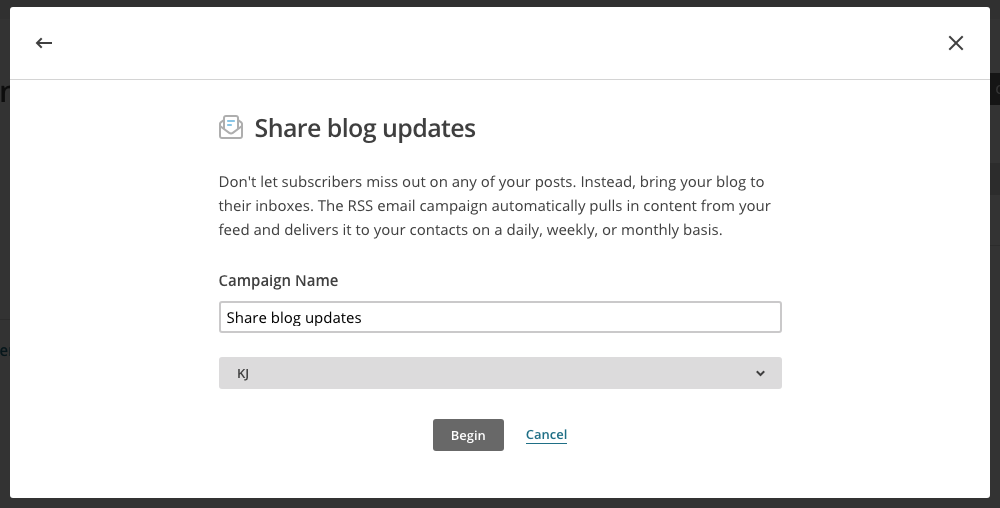 Share blog updates
Don't let subscribers miss out on any of your posts. Instead, bring your blog to
their inboxes. The RSS email campaign automatically pulls in content from your
feed and delivers it to your contacts on a daily, weekly, or monthly basis.
Campaign Name
Share blog updates
KJ
Begin
Cancel